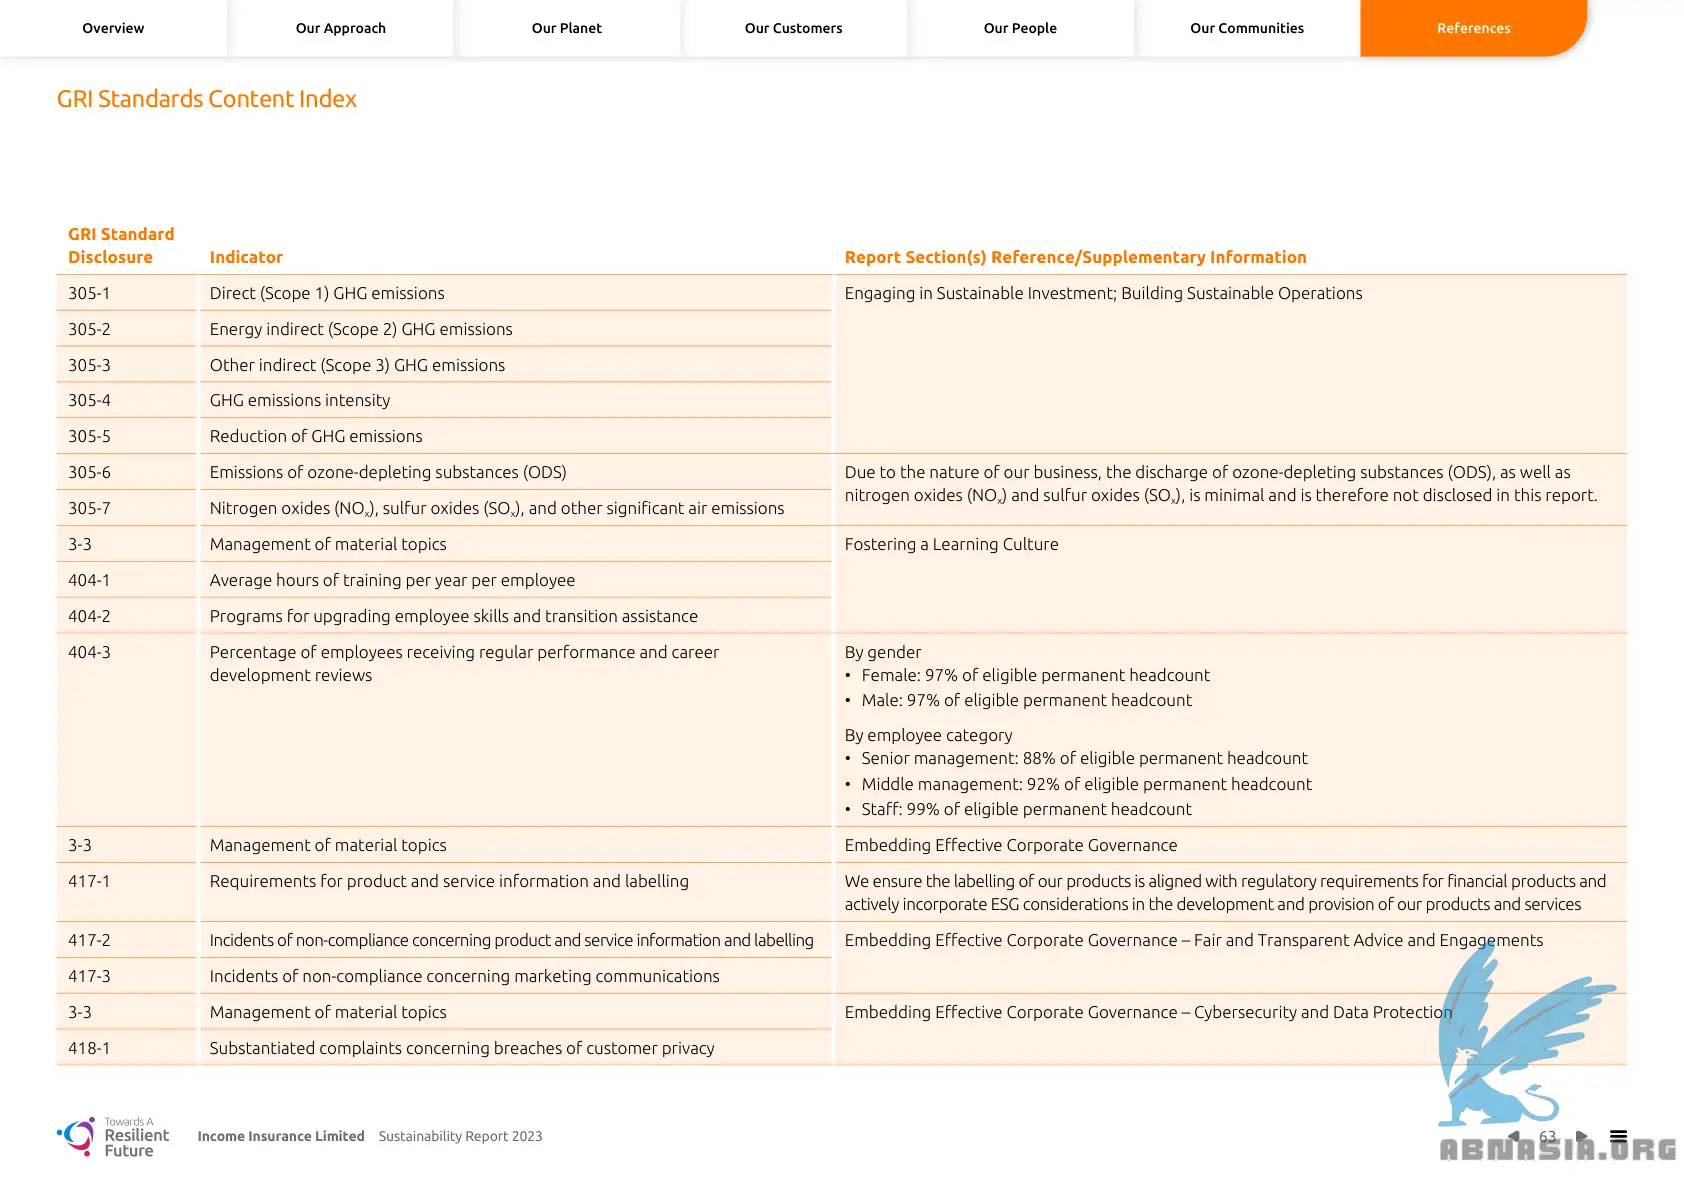 Overview
Our Approach
Our Planet
Our Customers
Our People
Our Communities
References
GRI Standards Content Index
GRI Standard
Disclosure
Indicator
Report Section(s) Reference/Supplementary Information
305-1
Direct (Scope 1) GHG emissions
Engaging in Sustainable Investment; Building Sustainable Operations
305-2
Energy indirect (Scope 2) GHG emissions
305-3
Other indirect (Scope 3) GHG emissions
305-4
GHG emissions intensity
305-5
Reduction of GHG emissions
305-6
Emissions of ozone-depleting substances (ODS)
Due to the nature of our business, the discharge of ozone-depleting substances (ODS), as well as
nitrogen oxides (NOx) and sulfur oxides (SOx), is minimal and is therefore not disclosed in this report.
305-7
Nitrogen oxides (NOx), sulfur oxides (SOx), and other significant air emissions
3-3
Management of material topics
Fostering a Learning Culture
404-1
Average hours of training per year per employee
404-2
Programs for upgrading employee skills and transition assistance
404-3
Percentage of employees receiving regular performance and career
development reviews
By gender
• Female: 97% of eligible permanent headcount
• Male: 97% of eligible permanent headcount
By employee category
• Senior management: 88% of eligible permanent headcount
• Middle management: 92% of eligible permanent headcount
• Staff: 99% of eligible permanent headcount
3-3
Management of material topics
Embedding Effective Corporate Governance
417-1
Requirements for product and service information and labelling
We ensure the labelling of our products is aligned with regulatory requirements for financial products and
actively incorporate ESG considerations in the development and provision of our products and services
417-2
Incidents of non-compliance concerning product and service information and labelling
Embedding Effective Corporate Governance – Fair and Transparent Advice and Engagements
417-3
Incidents of non-compliance concerning marketing communications
3-3
Management of material topics
Embedding Effective Corporate Governance – Cybersecurity and Data Protection
418-1
Substantiated complaints concerning breaches of customer privacy
Towards A
Resilient
Future
Income Insurance Limited Sustainability Report 2023
63
ABNASIA.ORG